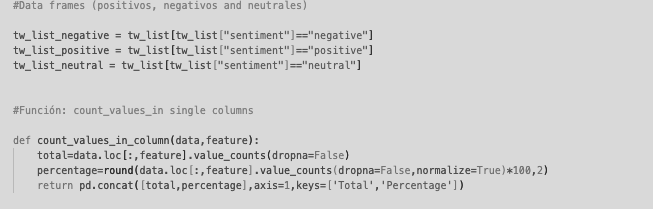 #Data frames (positivos, negativos and neutrales)
tw_list_negative = tw_list[tw_list["sentiment"]=="negative"]
tw_list_positive = tw_list[tw_list["sentiment"]=="positive"]
tw_list_neutral = tw_list[tw_list["sentiment"]=="neutral"]
#Función: count_values_in single columns
def count_values_in_column(data,feature):
total=data.loc[:,feature].value_counts(dropna=False)
percentage=round(data.loc[:,feature].value_counts(dropna=False,normalize=True)*100,2)
return pd.concat([total,percentage],axis=1,keys=['Total','Percentage'])